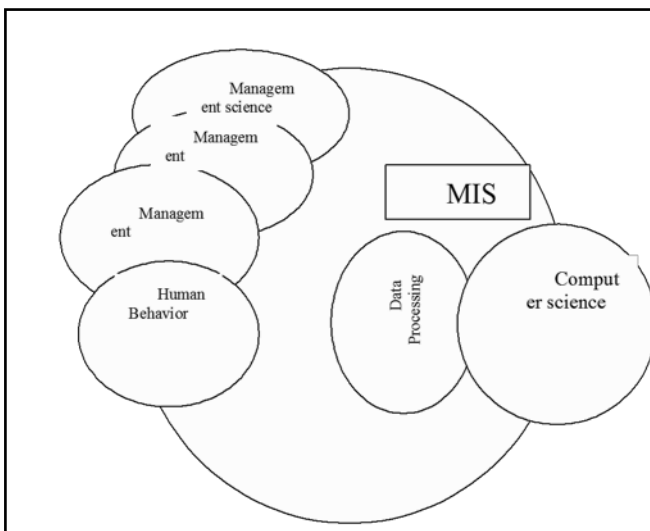 Managem
ent science
Managem
ent
Managem
ent
Human
Behavior
MIS
Data
Processing
Comput
er science